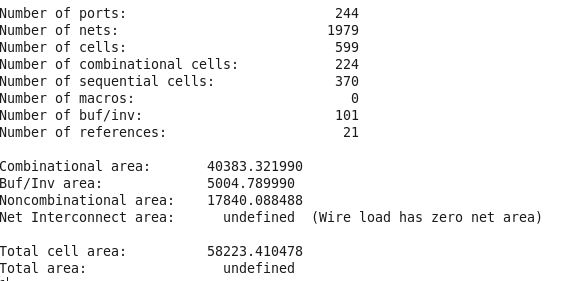 Number of ports: 244
Number of nets: 1979
Number of cells: 599
Number of combinational cells: 224
Number of sequential cells: 370
Number of macros: 0
Number of buf/inv: 101
Number of references: 21
Combinational area: 40383.321990
Buf/Inv area: 5004.789990
Noncombinational area: 17840.088488
Net Interconnect area: undefined (Wire load has zero net area)
Total cell area: 58223.410478
Total area: undefined